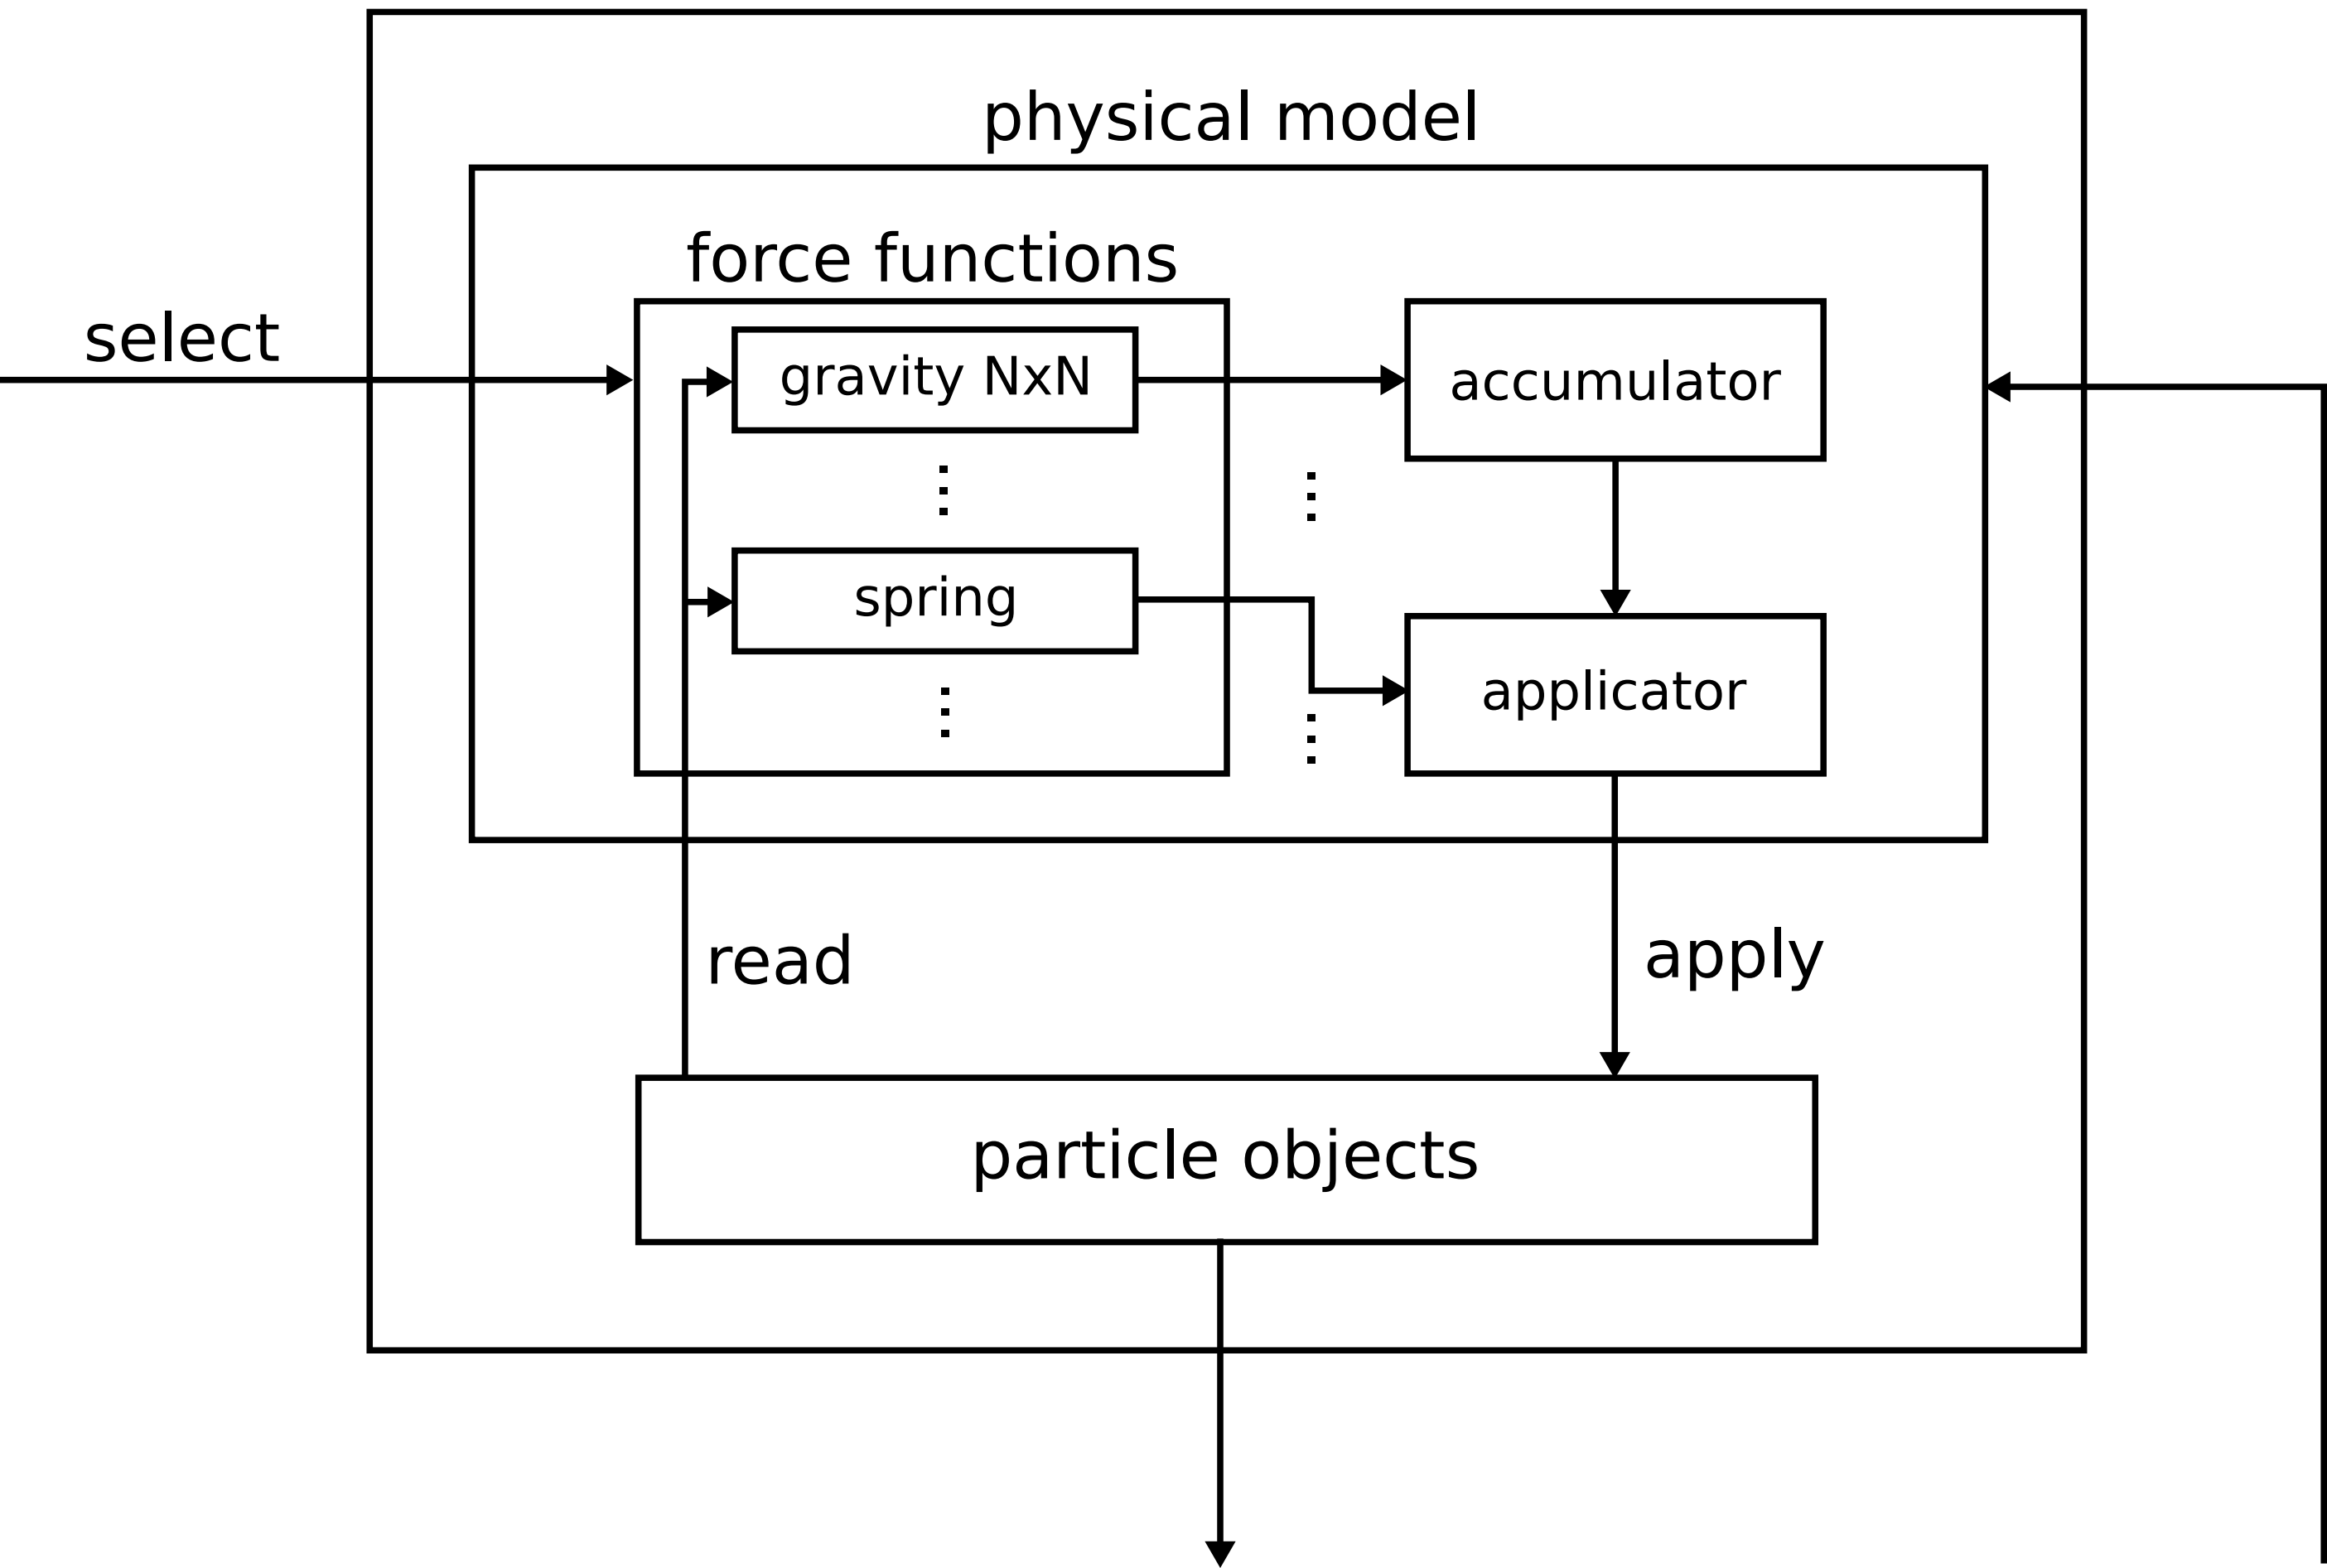 physical model
force functions
select
gravity NxN
accumulator
spring
applicator
read
apply
particle objects